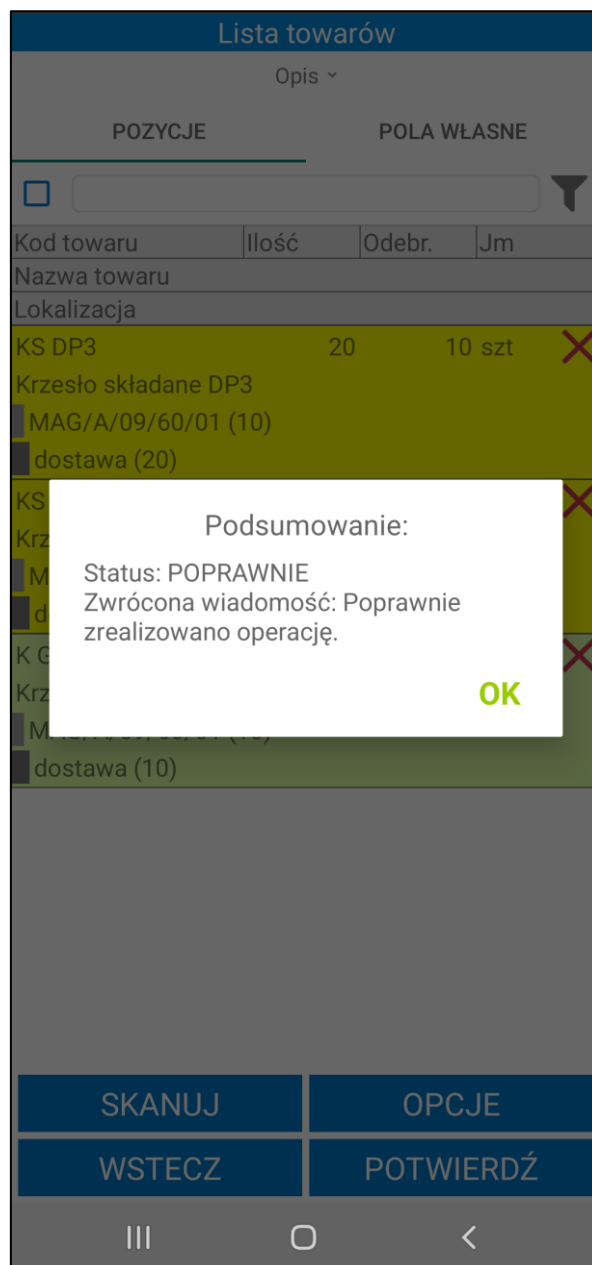 Lista towarów
Opis
POZYCJE POLA WŁASNE
Kod towaru Ilość Odebr. Jm
Nazwa towaru
Lokalizacja
KS DP3 20 10 szt
Krzesło składane DP3
MAG/A/09/60/01 (10)
dostawa (20)
KS
Podsumowanie:
Status: POPRAWNIE
Zwrócona wiadomość: Poprawnie
zrealizowano operację.
OK
K G
dostawa (10)
SKANUJ OPCJE
WSTECZ POTWIERDŹ